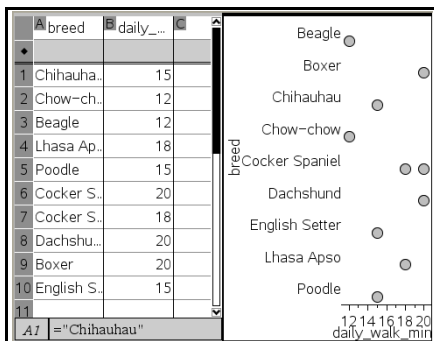 A breed B daily_... C
◆
1 Chihauha.. 15
2 Chow-ch.. 12
3 Beagle 12
4 Lhasa Ap.. 18
5 Poodle 15
6 Cocker S.. 20
7 Cocker S.. 18
8 Dachshu... 20
9 Boxer 20
10 English S.. 15
11
A1 ="Chihauhau"
breed
Beagle
Boxer
Chihauhau
Chow-chow
Cocker Spaniel
Dachshund
English Setter
Lhasa Apso
Poodle
12 14 16 18 20
daily_walk_min